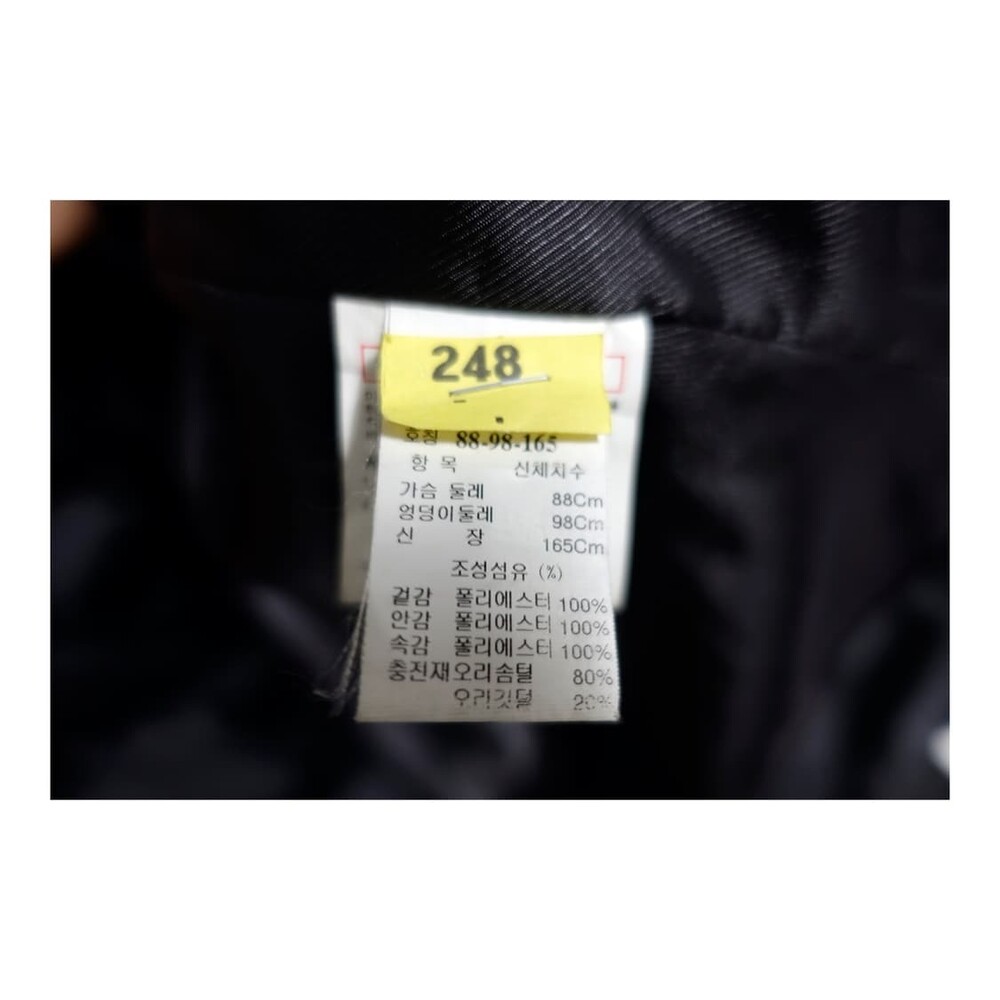 248
호칭 88-98-165
항 목 신체치수
가슴 둘레 88Cm
엉덩이둘레 98Cm
신 장 165Cm
조성섬유 (%)
겉감 폴리에스터 100%
안감 폴리에스터 100%
속감 폴리에스터 100%
충전재 오리솜털 80%
오리깃털 20%